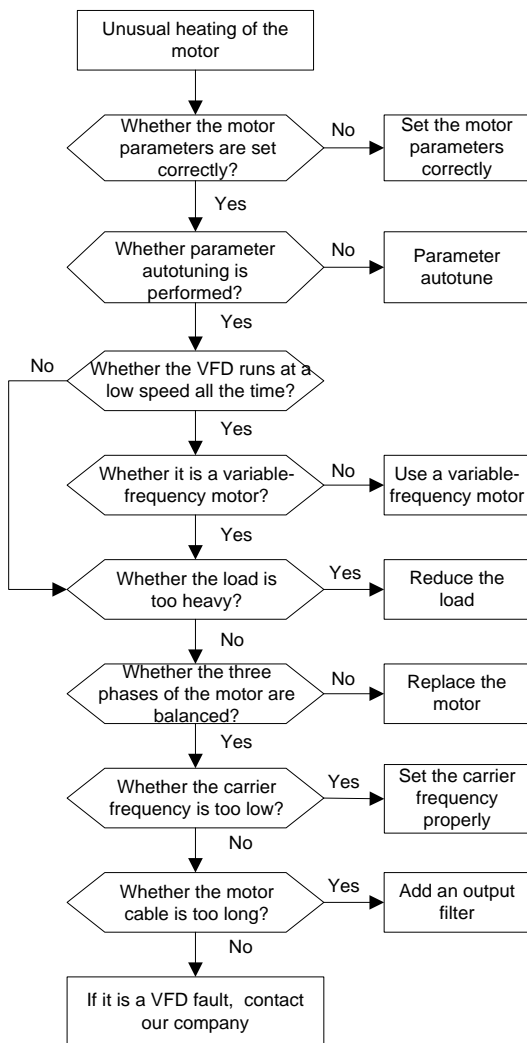 Unusual heating of the
motor
Whether the motor
parameters are set
correctly?
No
Set the motor
parameters
correctly
Yes
Whether parameter
autotuning is
performed?
No
Parameter
autotune
Yes
No
Whether the VFD runs at a
low speed all the time?
Yes
Whether it is a variable-
frequency motor?
No
Use a variable-
frequency motor
Yes
Whether the load is
too heavy?
Yes
Reduce the
load
No
Whether the three
phases of the motor are
balanced?
No
Replace the
motor
Yes
Whether the carrier
frequency is too low?
Yes
Set the carrier
frequency
properly
No
Whether the motor
cable is too long?
Yes
Add an output
filter
No
If it is a VFD fault, contact
our company